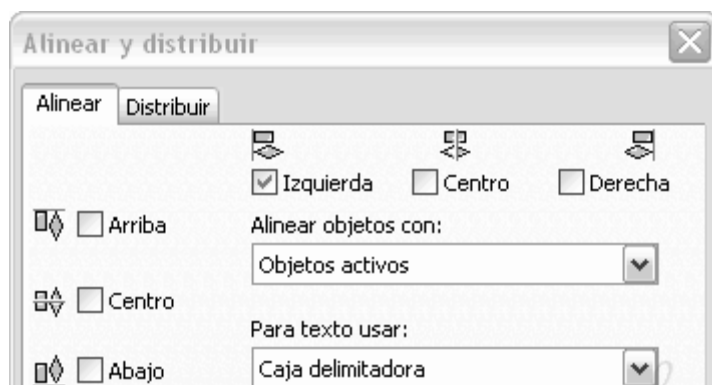 Alinear y distribuir
Alinear Distribuir
Izquierda Centro Derecha
Arriba Alinear objetos con:
Objetos activos
Centro
Para texto usar:
Abajo Caja delimitadora